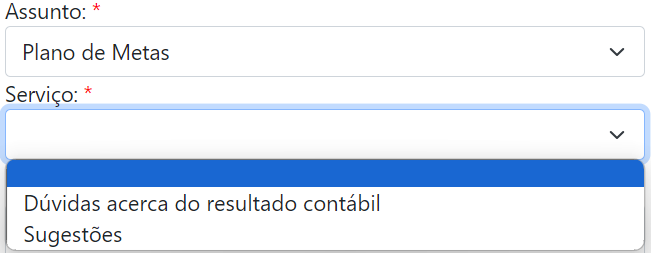 Assunto: *
Plano de Metas
Serviço: *
Dúvidas acerca do resultado contábil
Sugestões